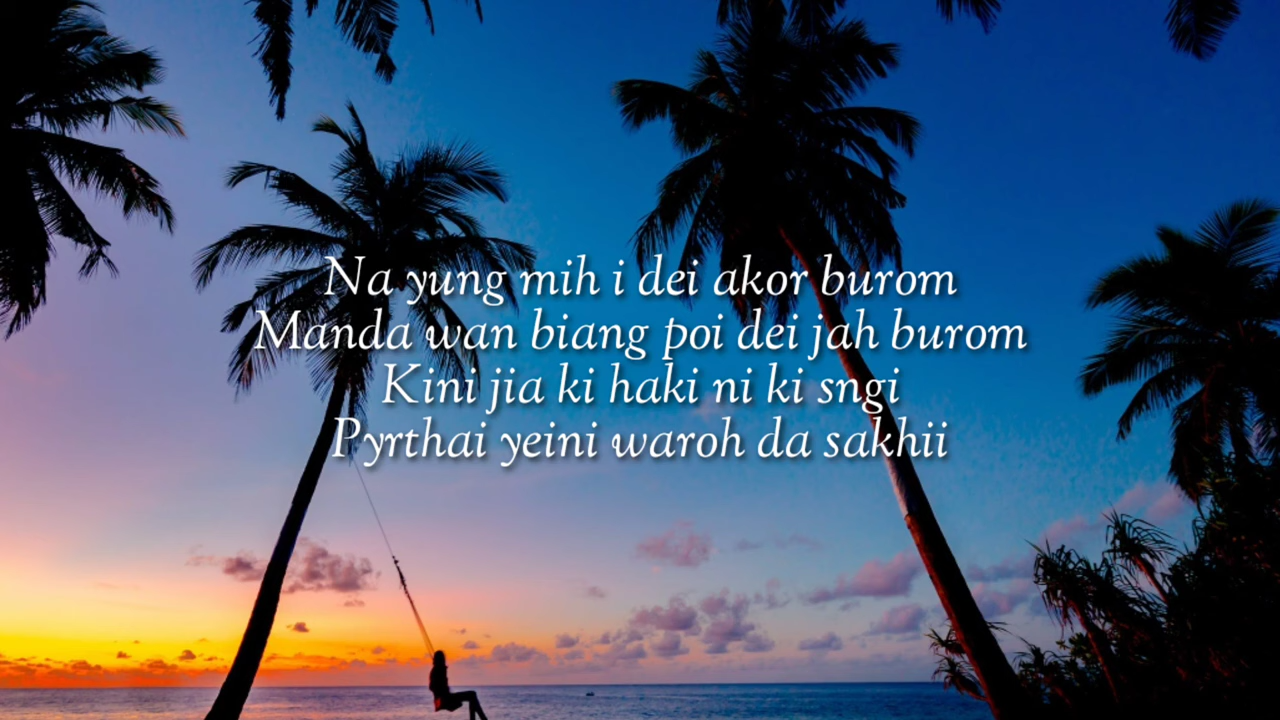 Na yung mih i dei akor burom
Manda wan biang poi dei jah burom
Kini jia ki haki ni ki sngi
Pyrthai yeini waroh da sakhii